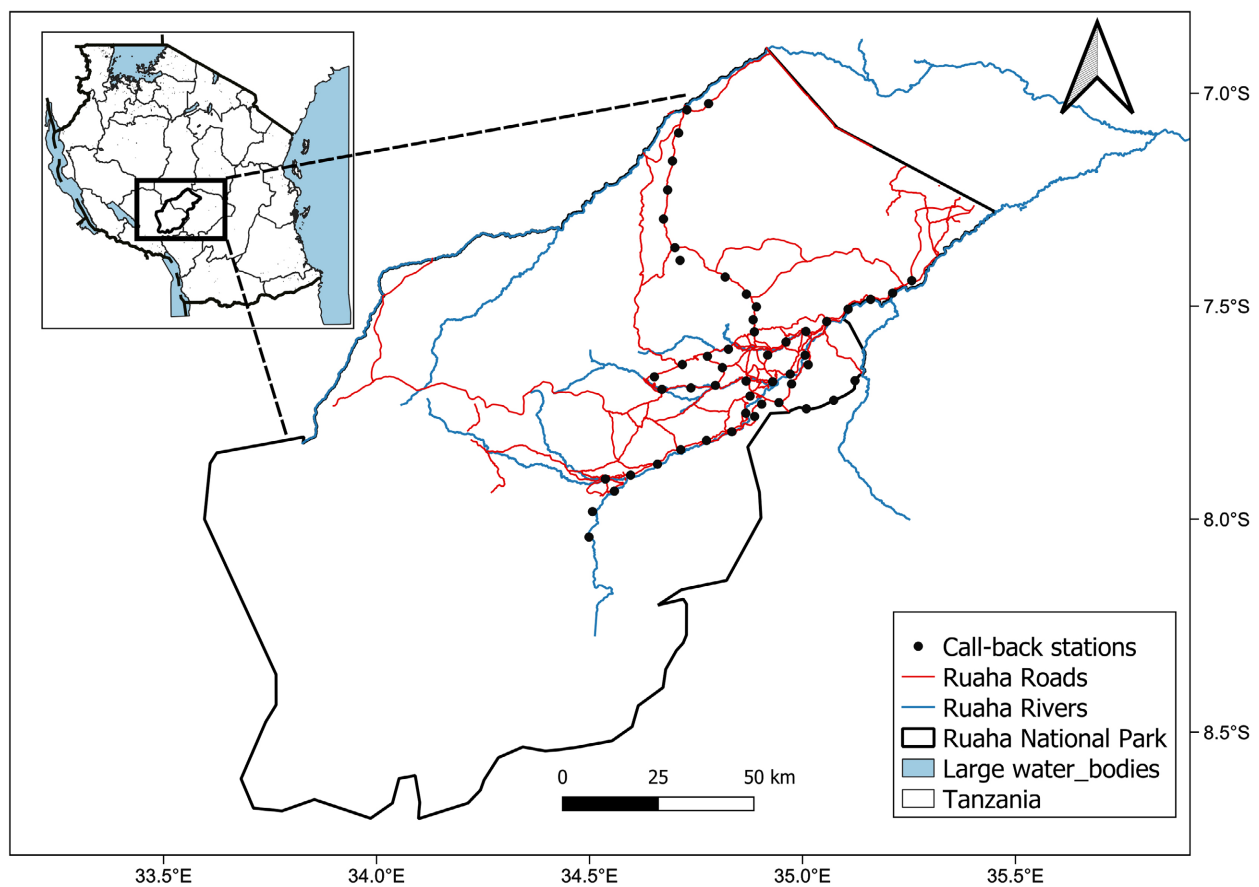 7.0°S
7.5°S
8.0°S
8.5°S
Call-back stations
Ruaha Roads
Ruaha Rivers
Ruaha National Park
Large water_bodies
Tanzania
0 25 50 km
33.5°E 34.0°E 34.5°E 35.0°E 35.5°E